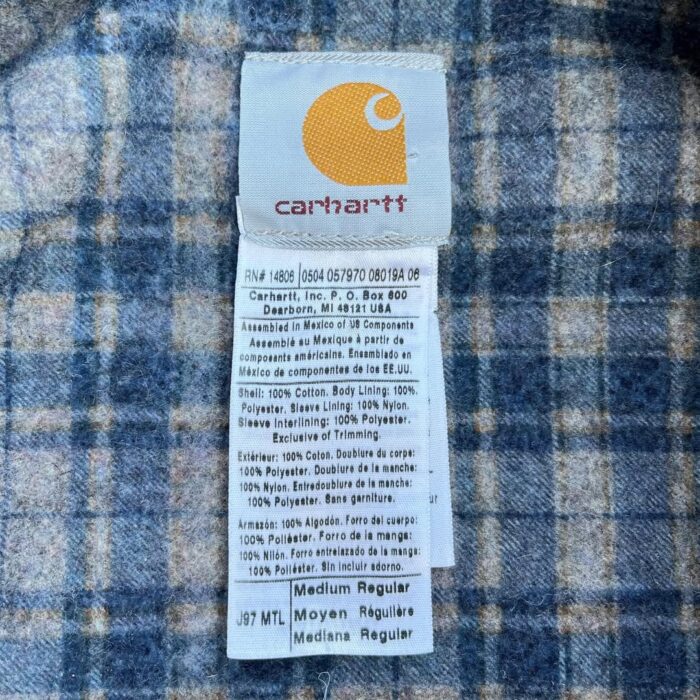 carhartt
RN# 14806 0504 057970 08019A 06
Carhartt, Inc. P. O. Box 600
Dearborn, MI 48121 USA
Assembled in Mexico of US Components
Assemblé au Mexique à partir de
composants américains. Ensamblado en
México de componentes de los EE.UU.
Shell: 100% Cotton. Body Lining: 100%
Polyester. Sleeve Lining: 100% Nylon.
Sleeve Interlining: 100% Polyester.
Exclusive of Trimming.
Extérieur: 100% Coton. Doublure du corps:
100% Polyester. Doublure de la manche:
100% Nylon. Entredoublure de la manche:
100% Polyester. Sans garniture.
Armazón: 100% Algodón. Forro del cuerpo:
100% Poliéster. Forro de la manga:
100% Nilón. Forro entrelazado de la manga:
100% Poliéster. Sin incluir adorno.
J97 MTL
Medium Regular
Moyen Régulière
Mediana Regular
ur